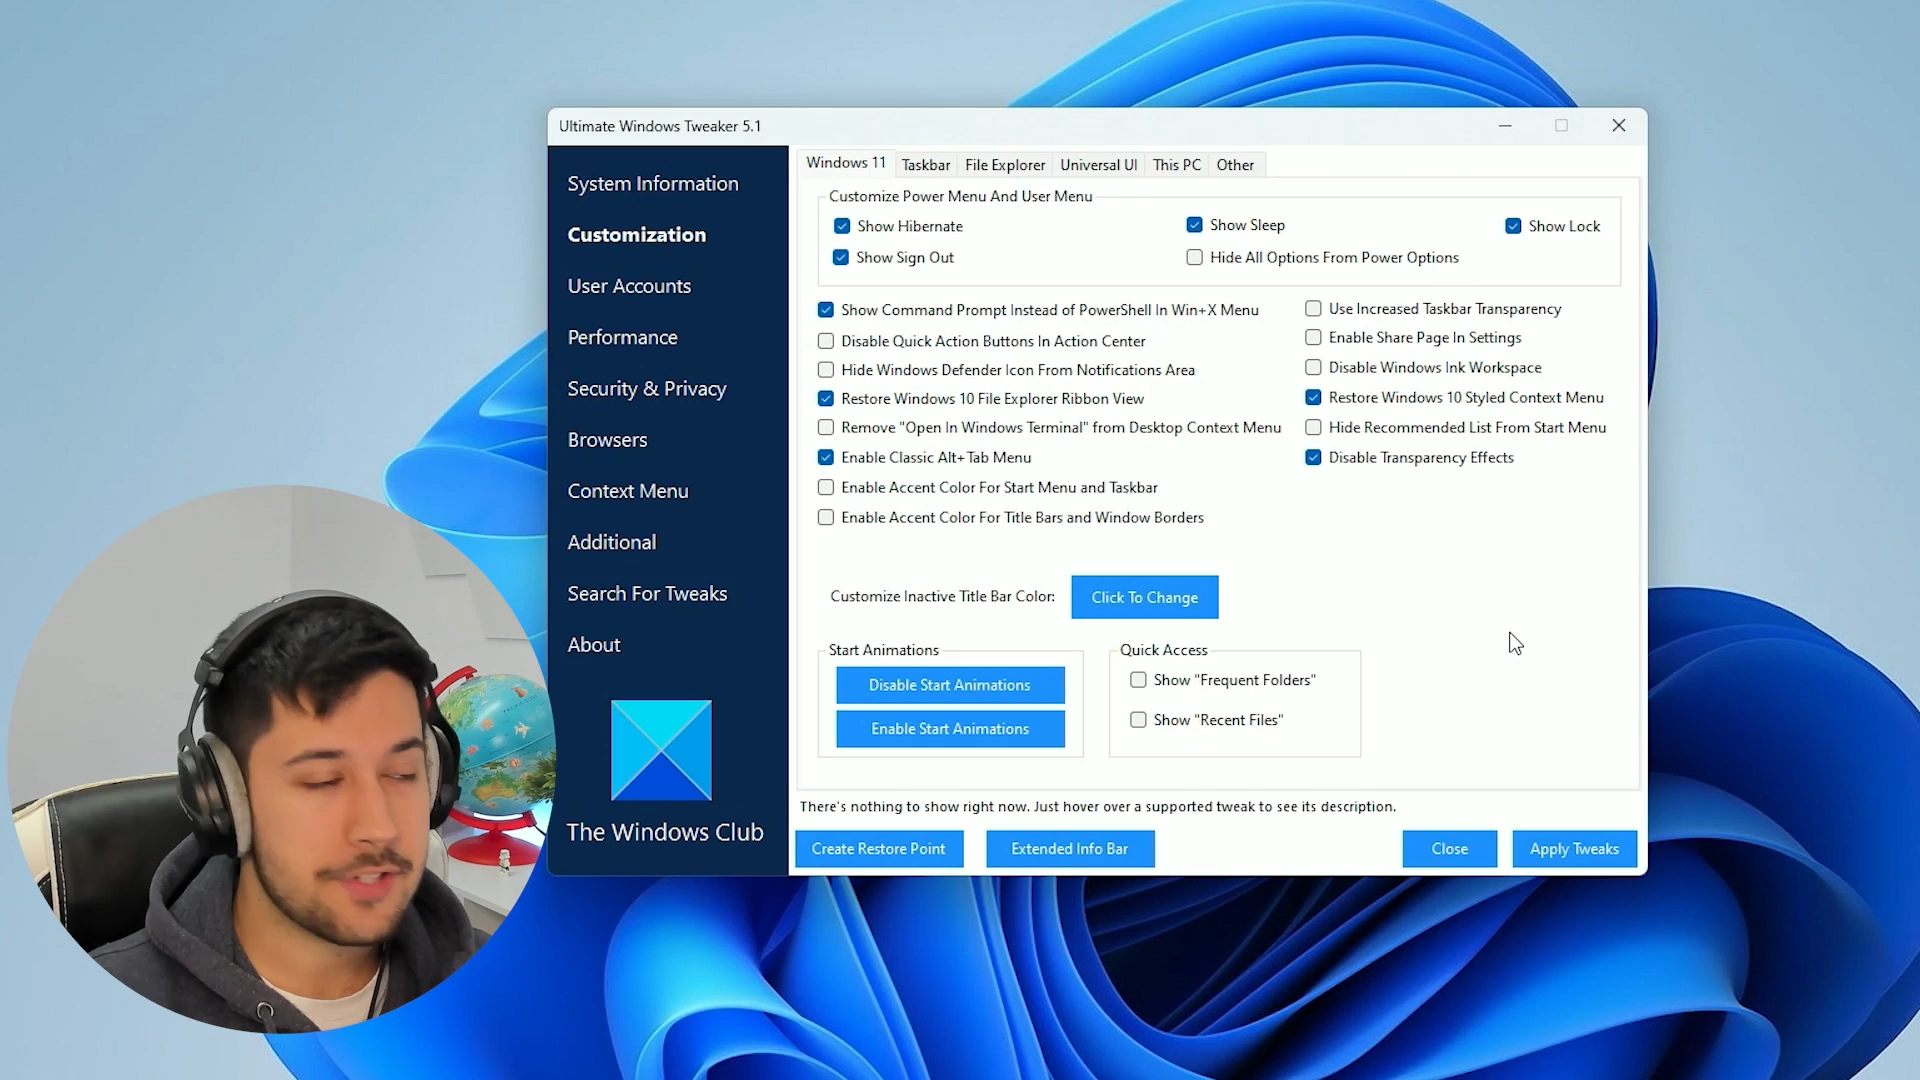 Ultimate Windows Tweaker 5.1
System Information
Customization
User Accounts
Performance
Security & Privacy
Browsers
Context Menu
Additional
Search For Tweaks
About
The Windows Club
Windows 11 Taskbar File Explorer Universal UI This PC Other
Customize Power Menu And User Menu
Show Hibernate Show Sleep Show Lock
Show Sign Out Hide All Options From Power Options
Show Command Prompt Instead of PowerShell In Win+X Menu
Disable Quick Action Buttons In Action Center
Hide Windows Defender Icon From Notifications Area
Restore Windows 10 File Explorer Ribbon View
Remove "Open In Windows Terminal" from Desktop Context Menu
Enable Classic Alt+Tab Menu
Enable Accent Color For Start Menu and Taskbar
Enable Accent Color For Title Bars and Window Borders
Use Increased Taskbar Transparency
Enable Share Page In Settings
Disable Windows Ink Workspace
Restore Windows 10 Styled Context Menu
Hide Recommended List From Start Menu
Disable Transparency Effects
Customize Inactive Title Bar Color: Click To Change
Start Animations
Disable Start Animations
Enable Start Animations
Quick Access
Show "Frequent Folders"
Show "Recent Files"
There's nothing to show right now. Just hover over a supported tweak to see its description.
Create Restore Point Extended Info Bar Close Apply Tweaks